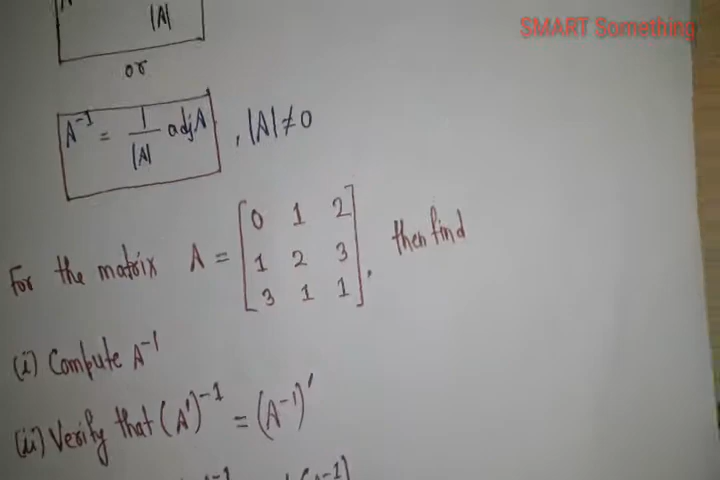 SMART Something
|A|
or
A⁻¹ = 1/|A| adjA , |A| ≠ 0
For the matrix A = [0 1 2
1 2 3
3 1 1], then find
(i) Compute A⁻¹
(ii) Verify that (A')⁻¹ = (A⁻¹)'